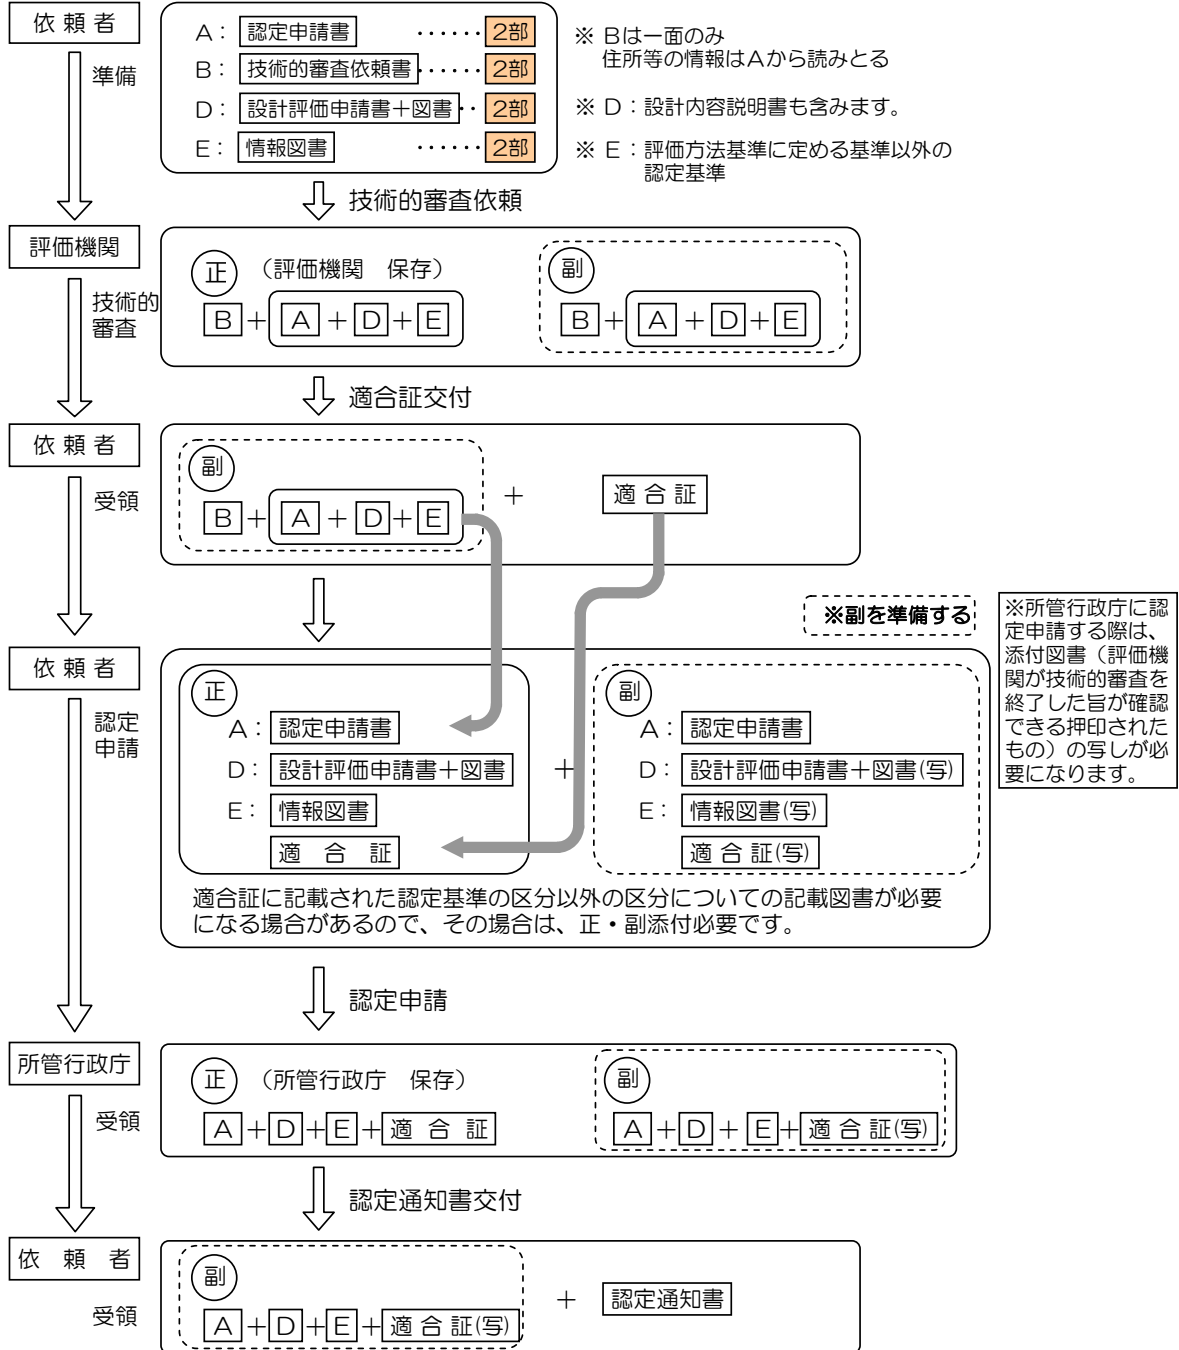 依 頼 者
準備
A： 認定申請書 ・・・・・・ 2部
B： 技術的審査依頼書 ・・・・・・ 2部
D： 設計評価申請書＋図書 ・・ 2部
E： 情報図書 ・・・・・・ 2部
※ Bは一面のみ
住所等の情報はAから読みとる
※ D：設計内容説明書も含みます。
※ E：評価方法基準に定める基準以外の
認定基準
技術的審査依頼
評価機関
技術的
審査
正 （評価機関　保存）
B＋A＋D＋E
副
B＋A＋D＋E
適合証交付
依 頼 者
受領
副
B＋A＋D＋E
＋
適 合 証
※副を準備する
※所管行政庁に認
定申請する際は、
添付図書（評価機
関が技術的審査を
終了した旨が確認
できる押印された
もの）の写しが必
要になります。
依 頼 者
認定
申請
正
A： 認定申請書
D： 設計評価申請書＋図書
E： 情報図書
適　合　証
＋
副
A： 認定申請書
D： 設計評価申請書＋図書(写)
E： 情報図書(写)
適 合 証(写)
適合証に記載された認定基準の区分以外の区分についての記載図書が必要
になる場合があるので、その場合は、正・副添付必要です。
認定申請
所管行政庁
受領
正 （所管行政庁　保存）
A＋D＋E＋適 合 証
副
A＋D＋E＋適 合 証(写)
認定通知書交付
依　頼　者
受領
副
A＋D＋E＋適 合 証(写)
＋
認定通知書